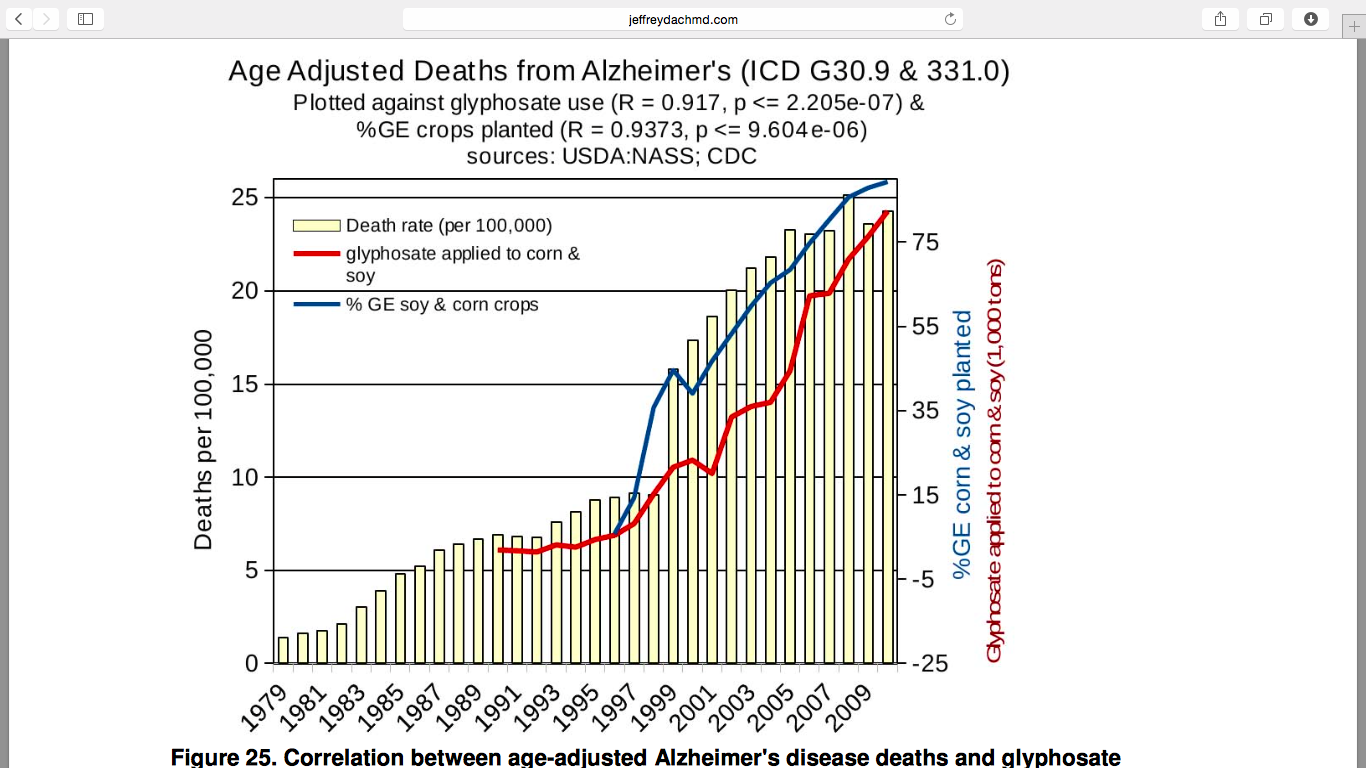 jeffreydachmd.com
Age Adjusted Deaths from Alzheimer's (ICD G30.9 & 331.0)
Plotted against glyphosate use (R = 0.917, p <= 2.205e-07) &
%GE crops planted (R = 0.9373, p <= 9.604e-06)
sources: USDA:NASS; CDC
Death rate (per 100,000)
glyphosate applied to corn &
soy
% GE soy & corn crops
Deaths per 100,000
25
20
15
10
5
0
75
55
35
15
-5
-25
%GE corn & soy planted
Glyphosate applied to corn & soy (1,000 tons)
1979
1981
1983
1985
1987
1989
1991
1993
1995
1997
1999
2001
2003
2005
2007
2009
Figure 25. Correlation between age-adjusted Alzheimer's disease deaths and glyphosate